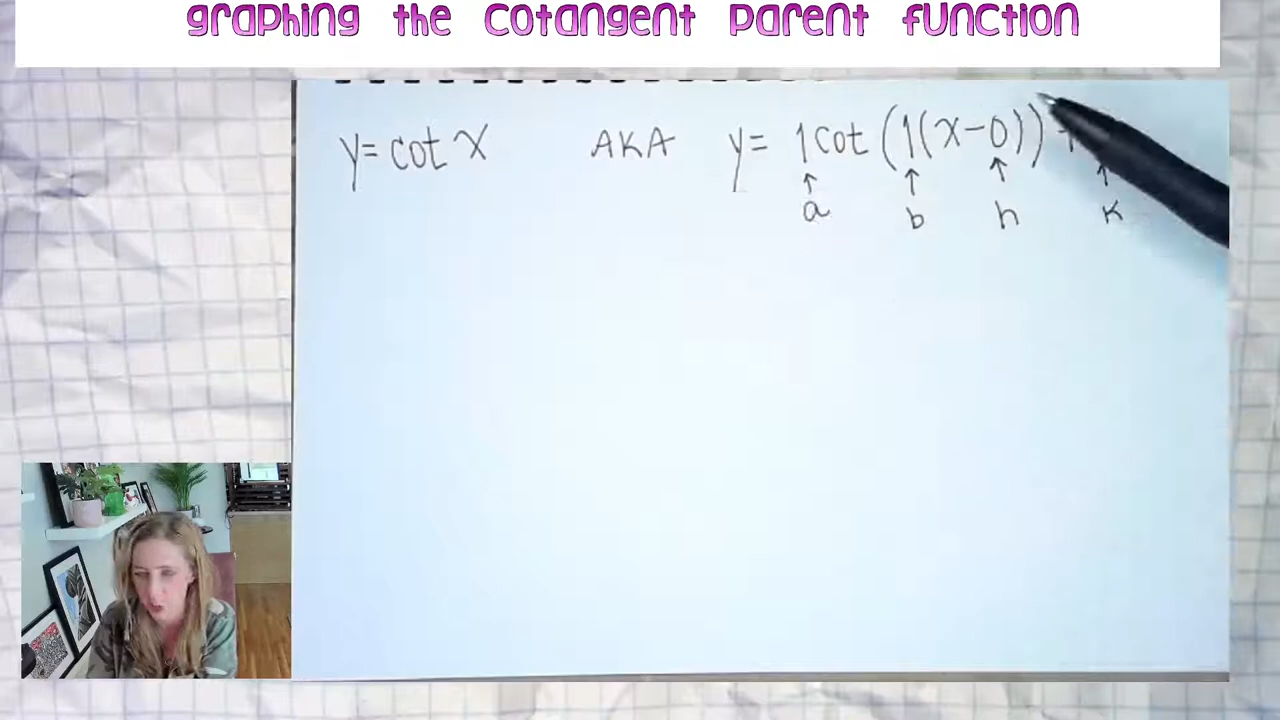 graphing the cotangent parent function
y= cot x AKA y= 1 cot (1(x-0)) +
↑ ↑ ↑ ↑
a b h k